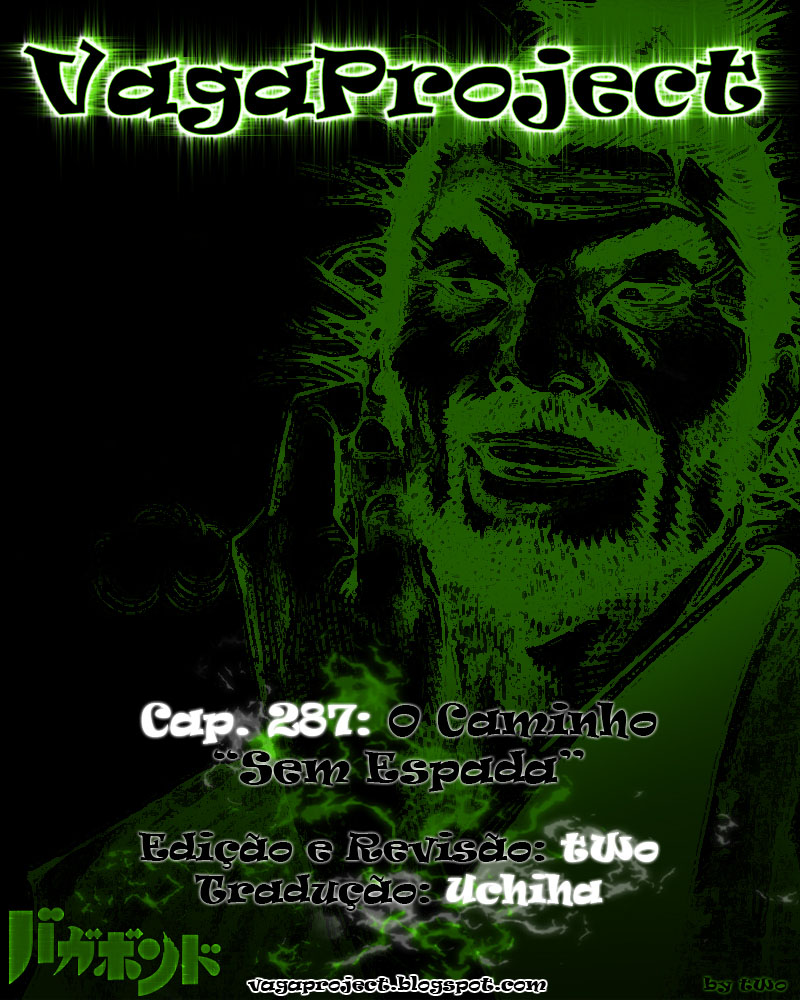 VagaProject
Cap. 287: O Caminho
“Sem Espada”
Edição e Revisão: tWo
Tradução: Uchiha
バガボンド
vagaproject.blogspot.com
by tWo